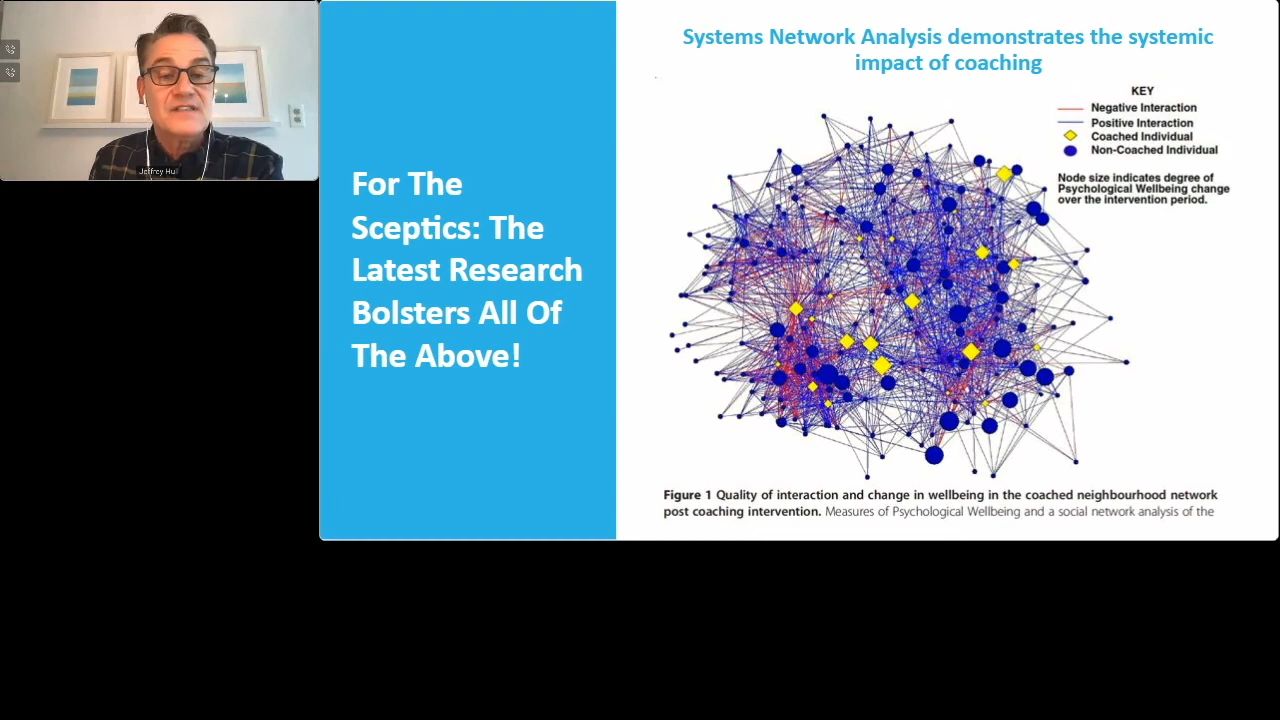 Jeffrey Hull
For The
Sceptics: The
Latest Research
Bolsters All Of
The Above!
Systems Network Analysis demonstrates the systemic
impact of coaching
KEY
Negative Interaction
Positive Interaction
Coached Individual
Non-Coached Individual
Node size indicates degree of
Psychological Wellbeing change
over the intervention period.
Figure 1 Quality of interaction and change in wellbeing in the coached neighbourhood network
post coaching intervention. Measures of Psychological Wellbeing and a social network analysis of the